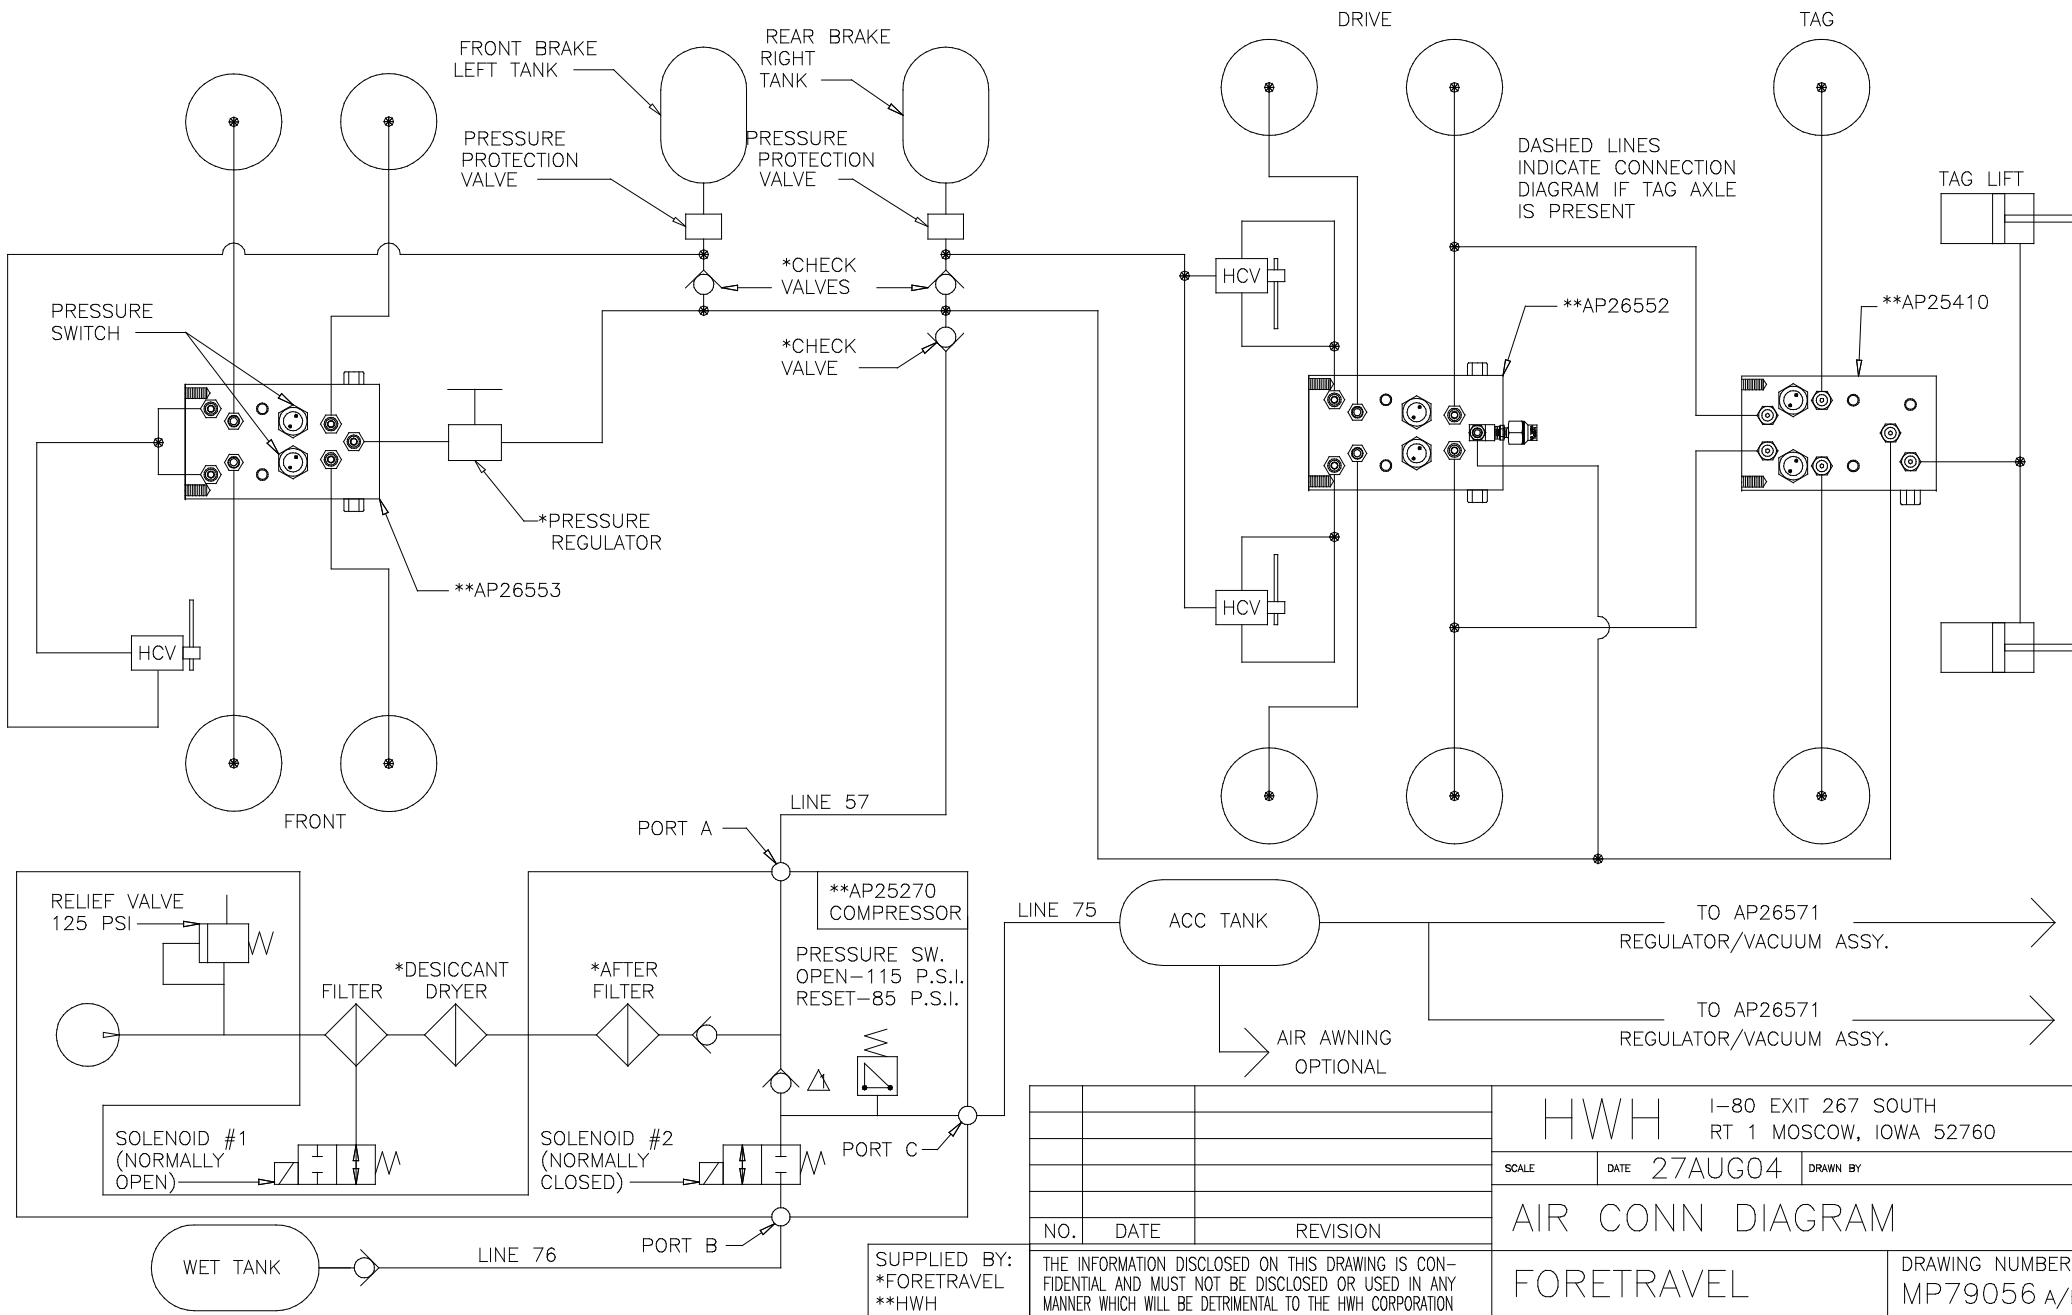 DRIVE
TAG
FRONT BRAKE
LEFT TANK
REAR BRAKE
RIGHT
TANK
PRESSURE
PROTECTION
VALVE
PRESSURE
PROTECTION
VALVE
DASHED LINES
INDICATE CONNECTION
DIAGRAM IF TAG AXLE
IS PRESENT
TAG LIFT
*CHECK
VALVES
HCV
PRESSURE
SWITCH
**AP26552
**AP25410
*CHECK
VALVE
*PRESSURE
REGULATOR
**AP26553
HCV
HCV
FRONT
LINE 57
PORT A
RELIEF VALVE
125 PSI
**AP25270
COMPRESSOR
LINE 75
ACC TANK
TO AP26571
REGULATOR/VACUUM ASSY.
PRESSURE SW.
OPEN-115 P.S.I.
RESET-85 P.S.I.
FILTER
*DESICCANT
DRYER
*AFTER
FILTER
TO AP26571
REGULATOR/VACUUM ASSY.
AIR AWNING
OPTIONAL
1
SOLENOID #1
(NORMALLY
OPEN)
SOLENOID #2
(NORMALLY
CLOSED)
PORT C
PORT B
WET TANK
LINE 76
SUPPLIED BY:
*FORETRAVEL
**HWH
NO. DATE REVISION
THE INFORMATION DISCLOSED ON THIS DRAWING IS CON-
FIDENTIAL AND MUST NOT BE DISCLOSED OR USED IN ANY
MANNER WHICH WILL BE DETRIMENTAL TO THE HWH CORPORATION
HWH
I-80 EXIT 267 SOUTH
RT 1 MOSCOW, IOWA 52760
SCALE DATE 27AUG04 DRAWN BY
AIR CONN DIAGRAM
FORETRAVEL
DRAWING NUMBER
MP79056 A/